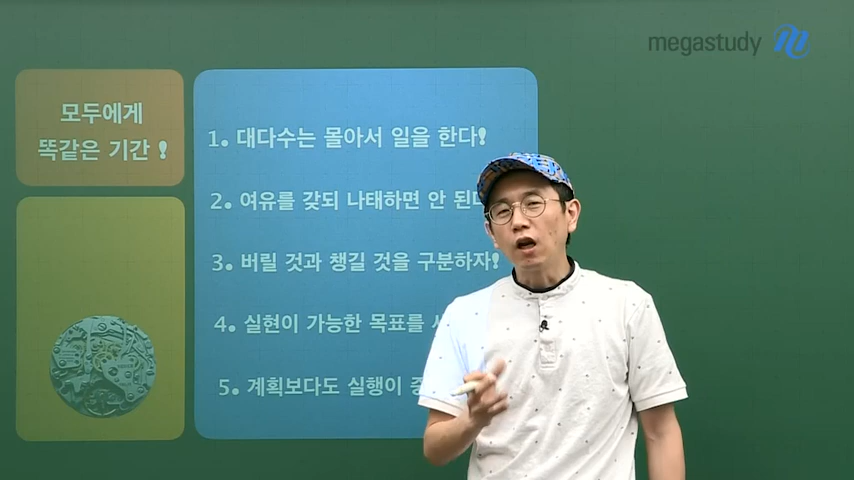 megastudy
모두에게
똑같은 기간 !
1. 대다수는 몰아서 일을 한다!
2. 여유를 갖되 나태하면 안
3. 버릴 것과 챙길 것을 구분하자!
4. 실현이 가능한 목표를
5. 계획보다도 실행이